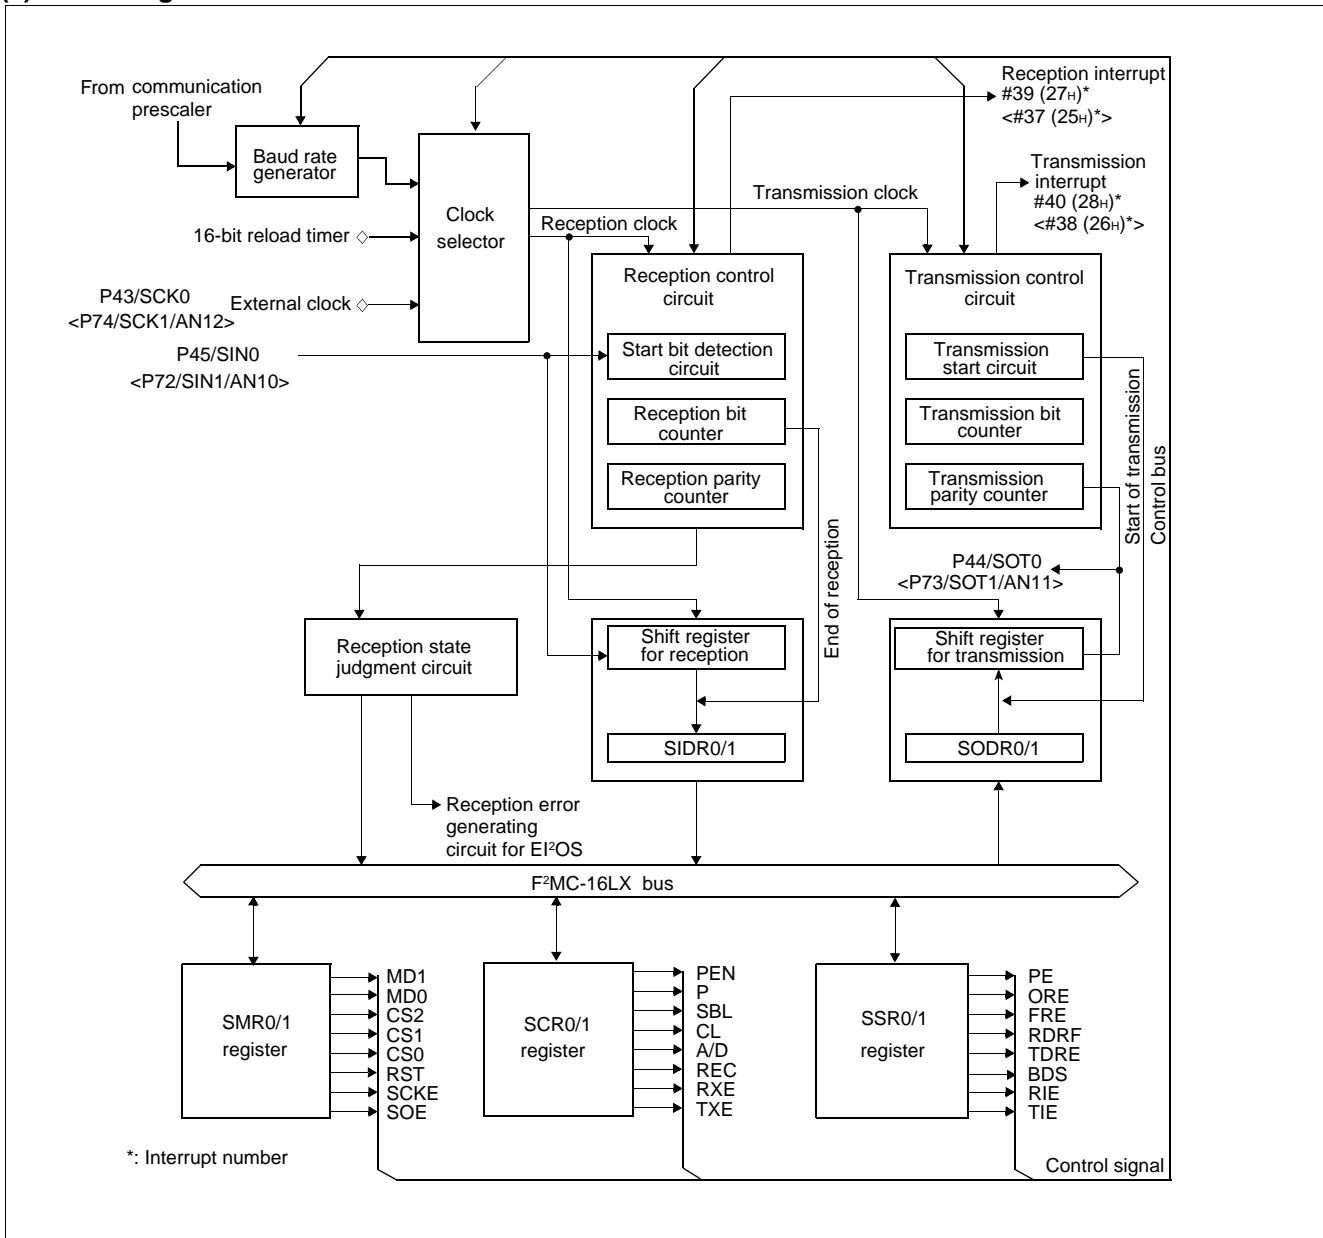 From communication
prescaler
Baud rate
generator
Clock
selector
16-bit reload timer
P43/SCK0
External clock
<P74/SCK1/AN12>
P45/SIN0
<P72/SIN1/AN10>
Transmission clock
Reception clock
Reception interrupt
#39 (27H)*
<#37 (25H)*>
Transmission
interrupt
#40 (28H)*
<#38 (26H)*>
Reception control
circuit
Start bit detection
circuit
Reception bit
counter
Reception parity
counter
Transmission control
circuit
Transmission
start circuit
Transmission bit
counter
Transmission
parity counter
Start of transmission
Control bus
End of reception
P44/SOT0
<P73/SOT1/AN11>
Reception state
judgment circuit
Shift register
for reception
SIDR0/1
Shift register
for transmission
SODR0/1
Reception error
generating
circuit for EI²OS
F²MC-16LX bus
SMR0/1
register
MD1
MD0
CS2
CS1
CS0
RST
SCKE
SOE
SCR0/1
register
PEN
P
SBL
CL
A/D
REC
RXE
TXE
SSR0/1
register
PE
ORE
FRE
RDRF
TDRE
BDS
RIE
TIE
*: Interrupt number
Control signal